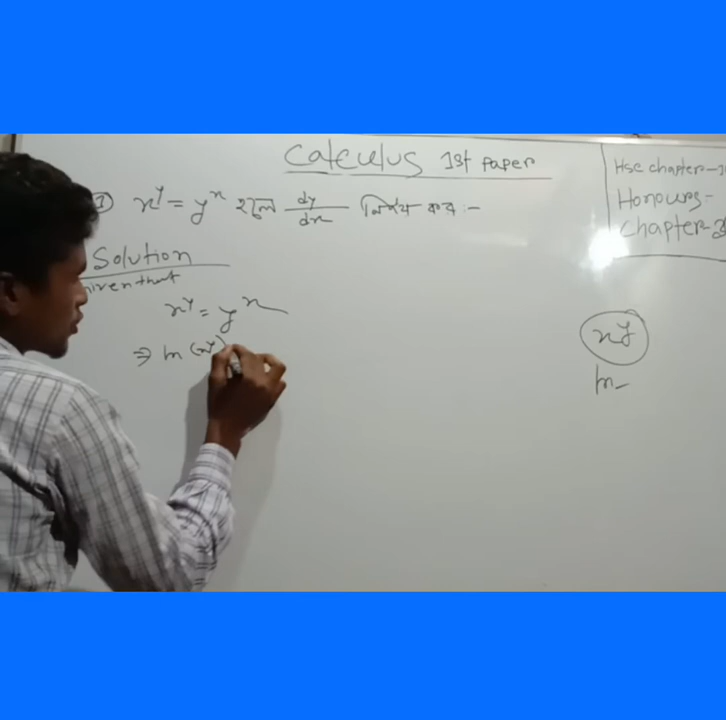 Calculus 1st Paper
Hsc chapter-
Honours-
Chapter-
1) x^y = y^x হলে dy/dx নির্ণয় কর :-
Solution
Given that
x^y = y^x
⇒ ln (x^y)
x^y
ln